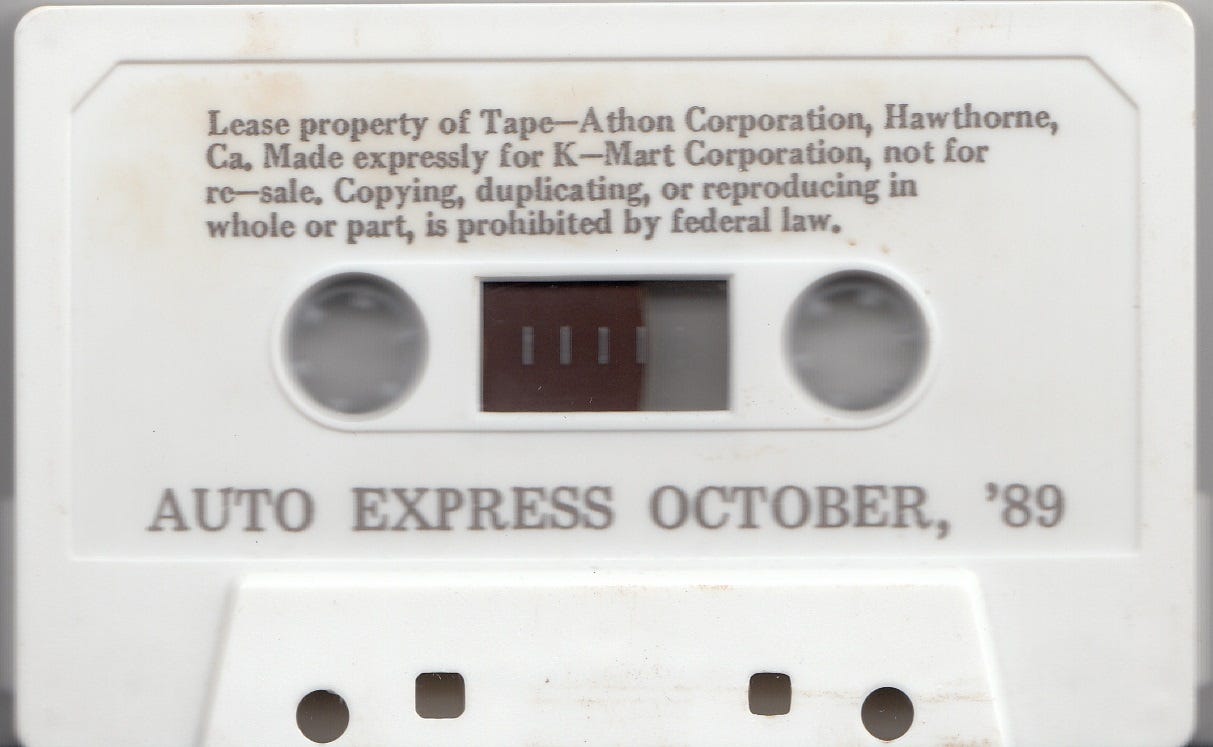 Lease property of Tape—Athon Corporation, Hawthorne,
Ca. Made expressly for K—Mart Corporation, not for
re—sale. Copying, duplicating, or reproducing in
whole or part, is prohibited by federal law.
AUTO EXPRESS OCTOBER, ’89